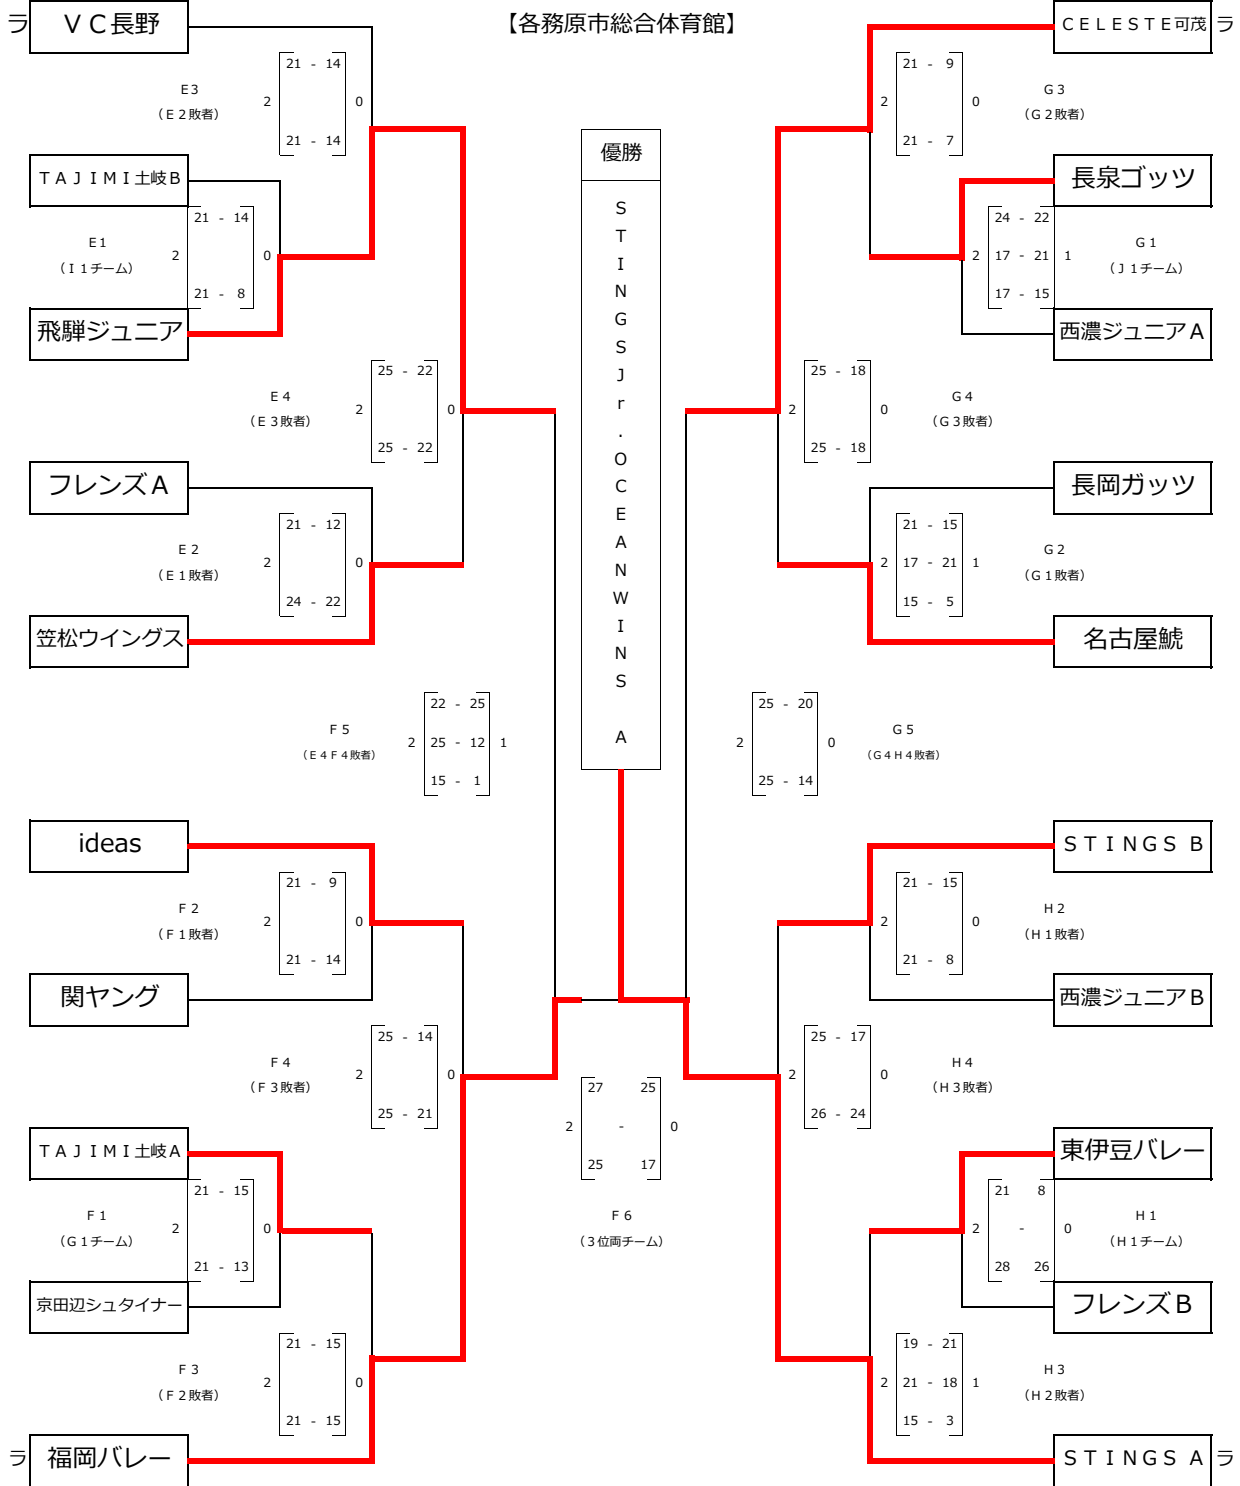 【各務原市総合体育館】
ラ
ＶＣ長野
ＣＥＬＥＳＴＥ可茂
ラ
E3
（E2敗者）
2
21 - 14
21 - 14
0
2
21 - 9
21 - 7
0
G3
（G2敗者）
優勝
STINGSJr.OCEANWINS A
ＴＡＪＩＭＩ土岐Ｂ
長泉ゴッツ
E1
（I1チーム）
2
21 - 14
21 - 8
0
2
24 - 22
17 - 21
17 - 15
1
G1
（J1チーム）
飛騨ジュニア
西濃ジュニアＡ
E4
（E3敗者）
2
25 - 22
25 - 22
0
2
25 - 18
25 - 18
0
G4
（G3敗者）
フレンズＡ
長岡ガッツ
E2
（E1敗者）
2
21 - 12
24 - 22
0
2
21 - 15
17 - 21
15 - 5
1
G2
（G1敗者）
笠松ウイングス
名古屋鯱
F5
（E4F4敗者）
2
22 - 25
25 - 12
15 - 1
1
2
25 - 20
25 - 14
0
G5
（G4H4敗者）
ideas
ＳＴＩＮＧＳ Ｂ
F2
（F1敗者）
2
21 - 9
21 - 14
0
2
21 - 15
21 - 8
0
H2
（H1敗者）
関ヤング
西濃ジュニアＢ
F4
（F3敗者）
2
25 - 14
25 - 21
0
2
25 - 17
26 - 24
0
H4
（H3敗者）
2
27 25
-
25 17
0
F6
（3位両チーム）
ＴＡＪＩＭＩ土岐Ａ
東伊豆バレー
F1
（G1チーム）
2
21 - 15
21 - 13
0
2
21 8
-
28 26
0
H1
（H1チーム）
京田辺シュタイナー
フレンズＢ
F3
（F2敗者）
2
21 - 15
21 - 15
0
2
19 - 21
21 - 18
15 - 3
1
H3
（H2敗者）
ラ
福岡バレー
ＳＴＩＮＧＳ Ａ
ラ